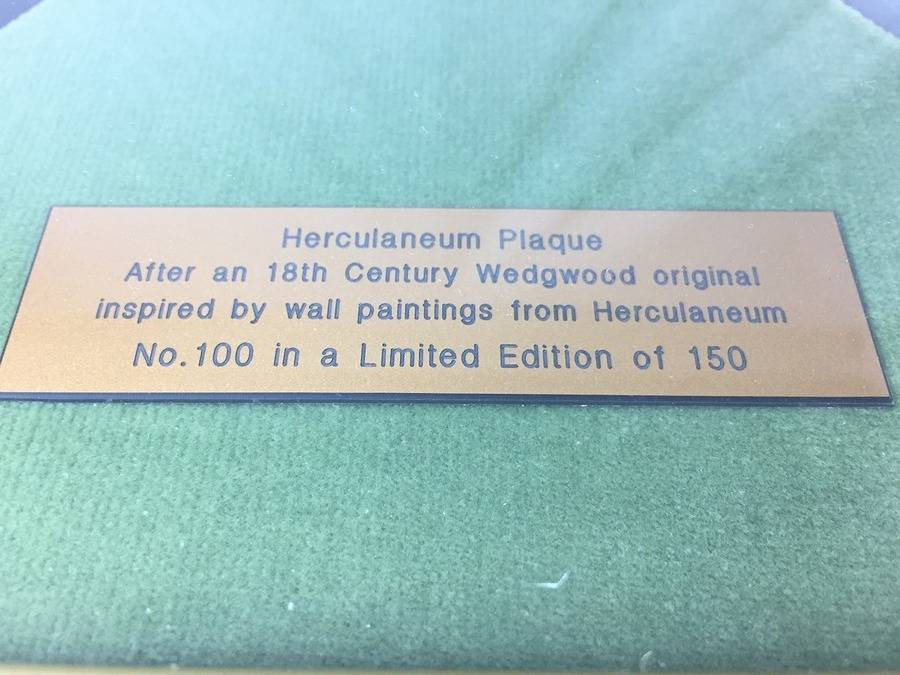 Herculaneum Plaque
After an 18th Century Wedgwood original
inspired by wall paintings from Herculaneum
No.100 in a Limited Edition of 150